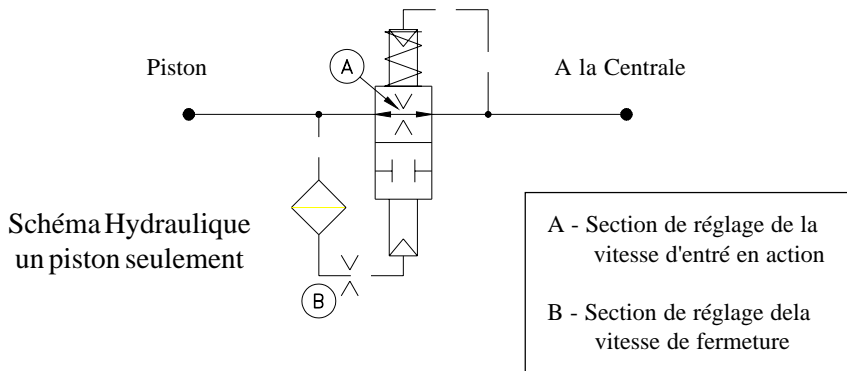 Piston
A
A la Centrale
Schéma Hydraulique
un piston seulement
B
A - Section de réglage de la
vitesse d'entré en action
B - Section de réglage dela
vitesse de fermeture